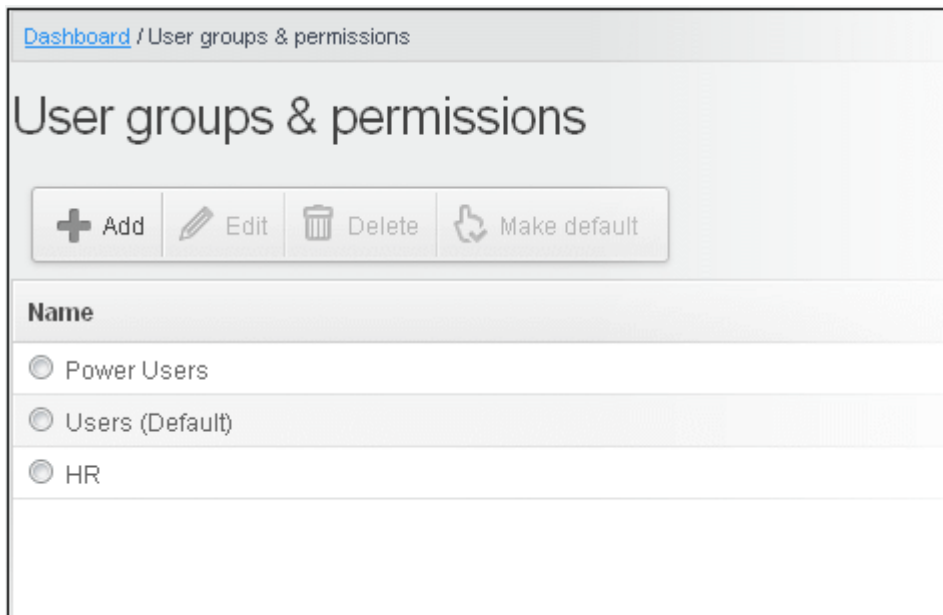 Dashboard / User groups & permissions
User groups & permissions
Add Edit Delete Make default
Name
Power Users
Users (Default)
HR